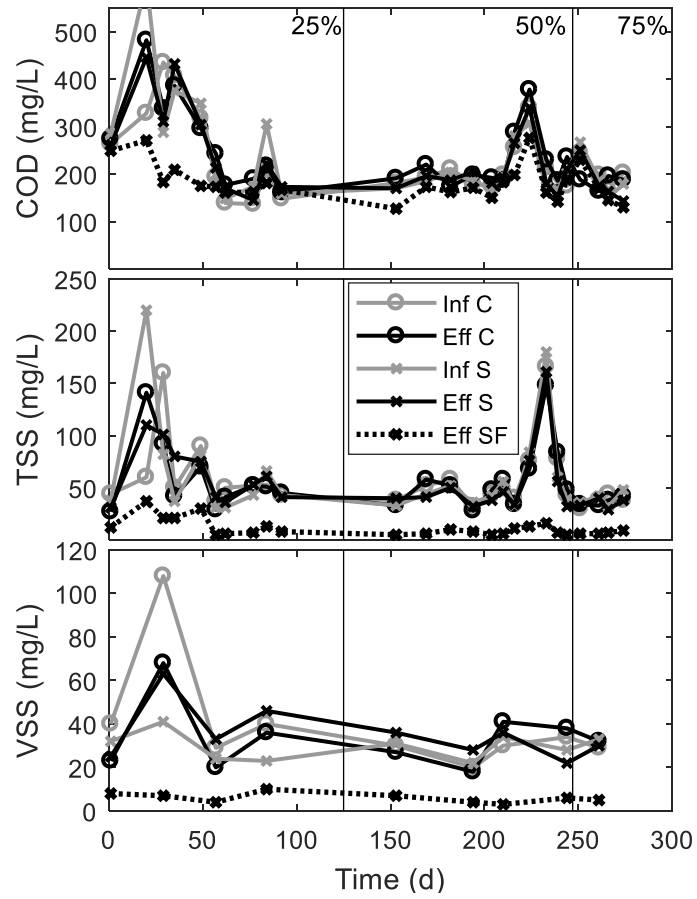 25% 50% 75%
COD (mg/L)
500
400
300
200
100
TSS (mg/L)
250
200
150
100
50
Inf C
Eff C
Inf S
Eff S
Eff SF
VSS (mg/L)
120
100
80
60
40
20
0
0 50 100 150 200 250 300
Time (d)